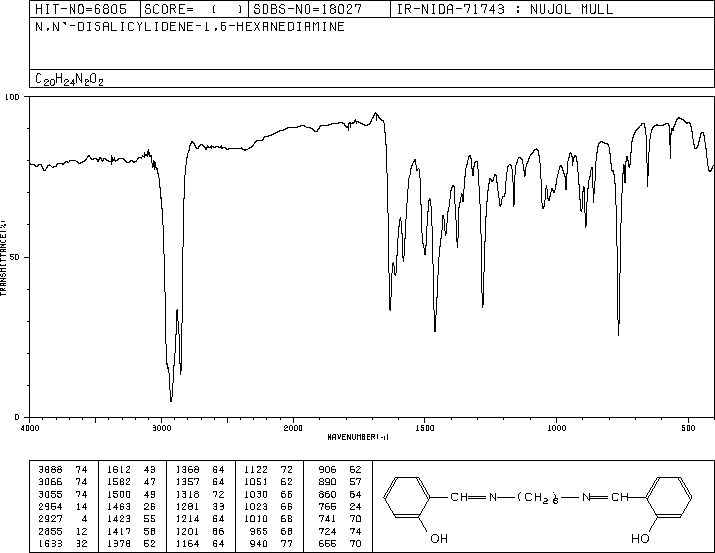 HIT-NO=6805 SCORE= ( ) SDBS-NO=18027 IR-NIDA-71743 : NUJOL MULL
N,N'-DISALICYLIDENE-1,6-HEXANEDIAMINE
C20H24N2O2
100
50
0
TRANSMITTANCE(%)
4000 3000 2000 1500 1000 500
WAVENUMBER(-1)
3088 74 1612 43 1368 64 1122 72 906 62
3066 74 1582 47 1357 64 1051 62 890 57
3055 74 1500 49 1318 72 1030 66 860 64
2954 14 1463 26 1281 33 1023 66 766 24
2927 4 1423 55 1214 64 1010 68 741 70
2855 12 1417 58 1201 66 965 68 724 74
1633 32 1378 52 1164 64 940 77 655 70
CH=N (CH2)6 N=CH
OH HO